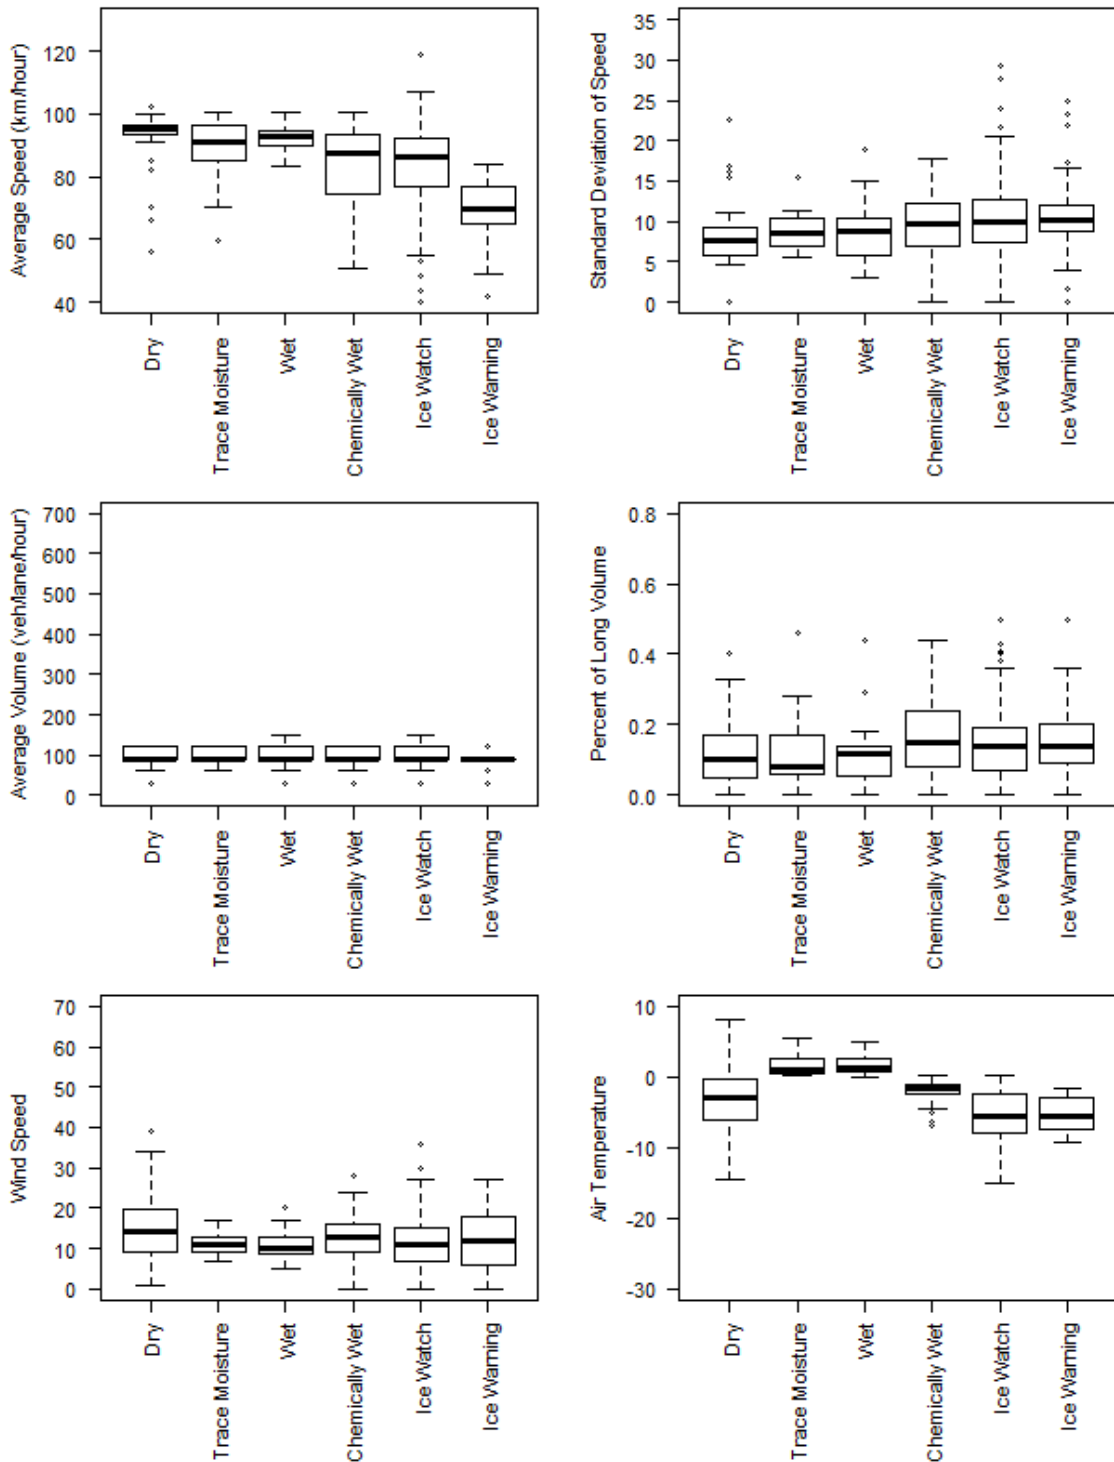 Average Speed (km/hour)
120
100
80
60
40
Dry
Trace Moisture
Wet
Chemically Wet
Ice Watch
Ice Warning
Standard Deviation of Speed
35
30
25
20
15
10
5
0
Dry
Trace Moisture
Wet
Chemically Wet
Ice Watch
Ice Warning
Average Volume (veh/lane/hour)
700
600
500
400
300
200
100
0
Dry
Trace Moisture
Wet
Chemically Wet
Ice Watch
Ice Warning
Percent of Long Volume
0.8
0.6
0.4
0.2
0.0
Dry
Trace Moisture
Wet
Chemically Wet
Ice Watch
Ice Warning
Wind Speed
70
60
50
40
30
20
10
0
Dry
Trace Moisture
Wet
Chemically Wet
Ice Watch
Ice Warning
Air Temperature
10
0
-10
-20
-30
Dry
Trace Moisture
Wet
Chemically Wet
Ice Watch
Ice Warning